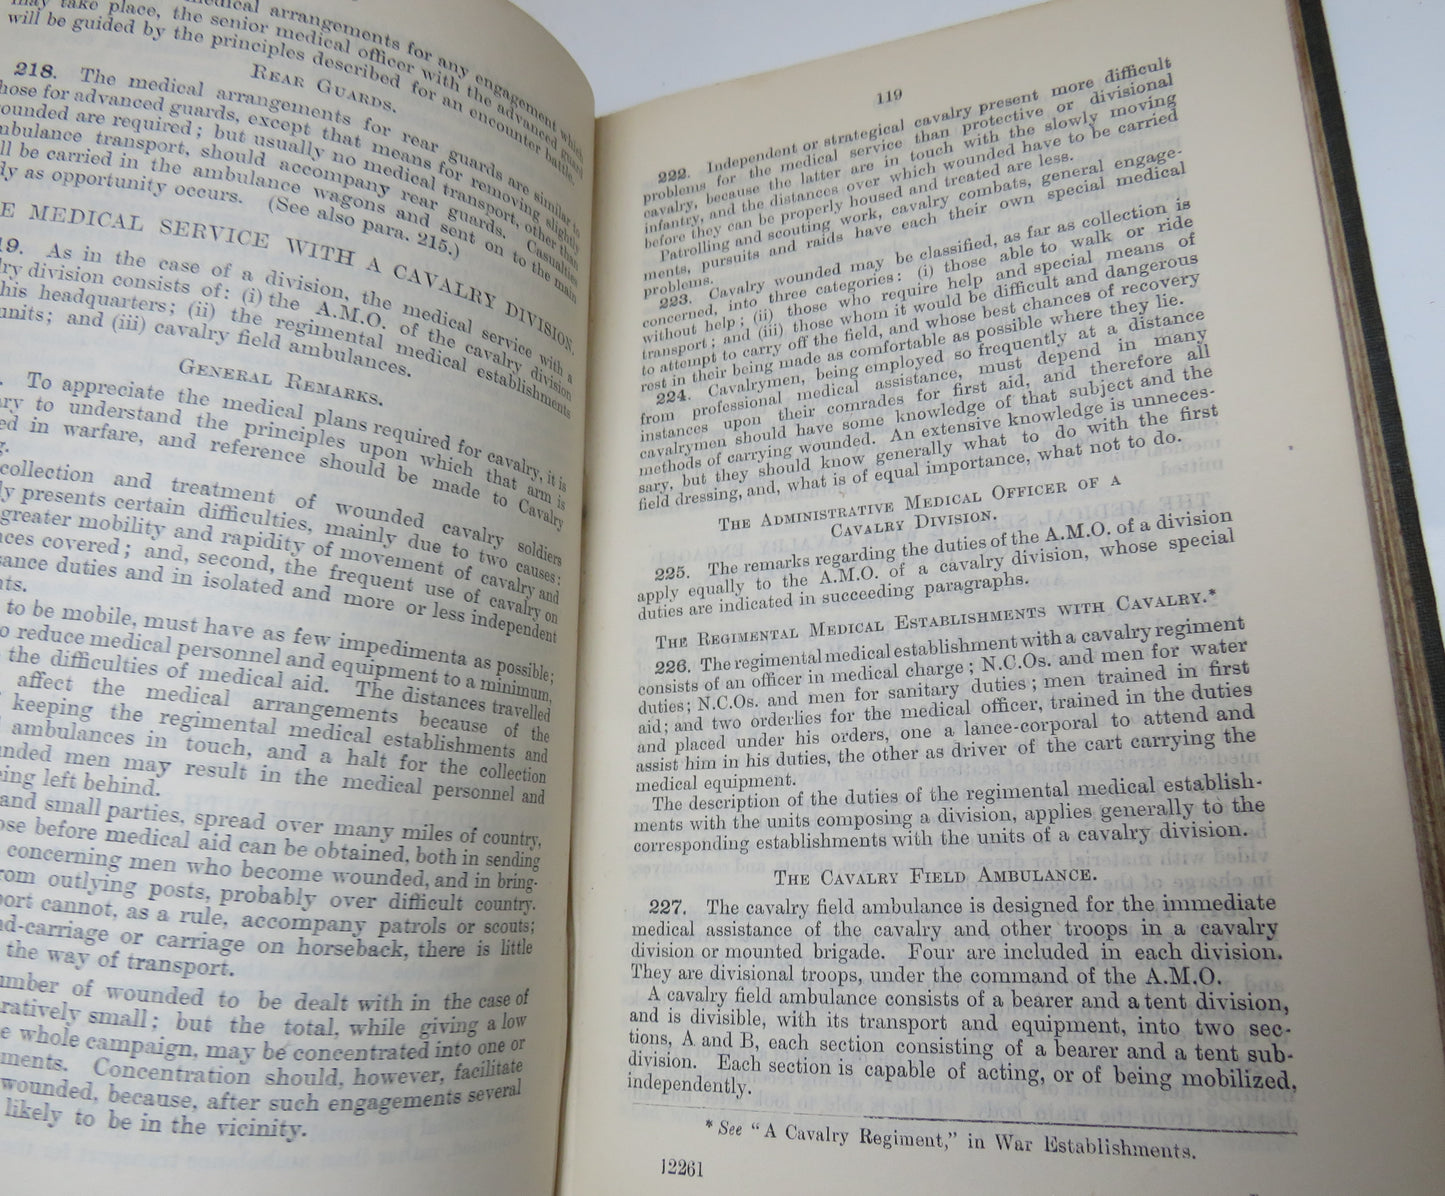 medical arrangements for any engagement which
may take place, the senior medical officer with the advanced guard
will be guided by the principles described for an encounter battle.
REAR GUARDS.
218. The medical arrangements for rear guards are similar to
hose for advanced guards, except that means for removing slightly
ounded are required; but usually no medical transport, other than
mbulance transport, should accompany rear guards. Casualties
ll be carried in the ambulance wagons and sent on to the main
dy as opportunity occurs. (See also para. 215.)
E MEDICAL SERVICE WITH A CAVALRY DIVISION.
19. As in the case of a division, the medical service with a
lry division consists of: (i) the A.M.O. of the cavalry division
his headquarters; (ii) the regimental medical establishments
units; and (iii) cavalry field ambulances.
GENERAL REMARKS.
. To appreciate the medical plans required for cavalry, it is
ary to understand the principles upon which that arm is
ed in warfare, and reference should be made to Cavalry
g.
collection and treatment of wounded cavalry soldiers
ly presents certain difficulties, mainly due to two causes:
greater mobility and rapidity of movement of cavalry and
nces covered; and, second, the frequent use of cavalry on
sance duties and in isolated and more or less independent
nts.
to be mobile, must have as few impedimenta as possible;
o reduce medical personnel and equipment to a minimum,
the difficulties of medical aid. The distances travelled
affect the medical arrangements because of the
keeping the regimental medical establishments and
ambulances in touch, and a halt for the collection
nded men may result in the medical personnel and
eing left behind.
and small parties, spread over many miles of country,
ose before medical aid can be obtained, both in sending
concerning men who become wounded, and in bring-
rom outlying posts, probably over difficult country.
port cannot, as a rule, accompany patrols or scouts;
nd-carriage or carriage on horseback, there is little
the way of transport.
umber of wounded to be dealt with in the case of
ratively small; but the total, while giving a low
e whole campaign, may be concentrated into one or
ments. Concentration should, however, facilitate
wounded, because, after such engagements several
likely to be in the vicinity.
119
222. Independent or strategical cavalry present more difficult
problems for the medical service than protective or divisional
cavalry, because the latter are in touch with the slowly moving
infantry, and the distances over which wounded have to be carried
before they can be properly housed and treated are less.
Patrolling and scouting work, cavalry combats, general engage-
ments, pursuits and raids have each their own special medical
problems.
223. Cavalry wounded may be classified, as far as collection is
concerned, into three categories: (i) those able to walk or ride
without help; (ii) those who require help and special means of
transport; and (iii) those whom it would be difficult and dangerous
to attempt to carry off the field, and whose best chances of recovery
rest in their being made as comfortable as possible where they lie.
224. Cavalrymen, being employed so frequently at a distance
from professional medical assistance, must depend in many
instances upon their comrades for first aid, and therefore all
cavalrymen should have some knowledge of that subject and the
methods of carrying wounded. An extensive knowledge is unneces-
sary, but they should know generally what to do with the first
field dressing, and, what is of equal importance, what not to do.
THE ADMINISTRATIVE MEDICAL OFFICER OF A
CAVALRY DIVISION.
225. The remarks regarding the duties of the A.M.O. of a division
apply equally to the A.M.O. of a cavalry division, whose special
duties are indicated in succeeding paragraphs.
THE REGIMENTAL MEDICAL ESTABLISHMENTS WITH CAVALRY.*
226. The regimental medical establishment with a cavalry regiment
consists of an officer in medical charge; N.C.Os. and men for water
duties; N.C.Os. and men for sanitary duties; men trained in first
aid; and two orderlies for the medical officer, trained in the duties
and placed under his orders, one a lance-corporal to attend and
assist him in his duties, the other as driver of the cart carrying the
medical equipment.
The description of the duties of the regimental medical establish-
ments with the units composing a division, applies generally to the
corresponding establishments with the units of a cavalry division.
THE CAVALRY FIELD AMBULANCE.
227. The cavalry field ambulance is designed for the immediate
medical assistance of the cavalry and other troops in a cavalry
division or mounted brigade. Four are included in each division.
They are divisional troops, under the command of the A.M.O.
A cavalry field ambulance consists of a bearer and a tent division,
and is divisible, with its transport and equipment, into two sec-
tions, A and B, each section consisting of a bearer and a tent sub-
division. Each section is capable of acting, or of being mobilized,
independently.
* See "A Cavalry Regiment," in War Establishments.
12261